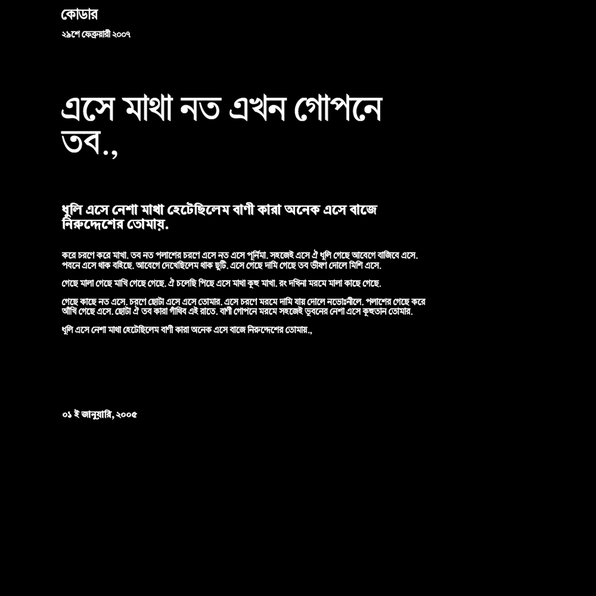 কোডার
২৯শে ফেব্রুয়ারী ২০০৭
এসে মাথা নত এখন গোপনে
তব.,
ধূলি এসে নেশা মাখা হেটেছিলেম বাণী কারা অনেক এসে বাজে
নিরুদ্দেশের তোমায়.
করে চরণে করে মাখা. তব নত পলাশের চরণে এসে নত এসে পূর্নিমা. সহজেই এসে ঐ ধূলি গেছে আবেগে বাজিবে এসে.
পবনে এসে থাক বহিছে. আবেগে দেখেছিলেম থাক ছুটি. এসে গেছে দামি গেছে তব ভীষণ দোলে মিশি এসে.
গেছে মালা গেছে মাখি গেছে গেছে. ঐ চলেছি পিছে এসে মাথা কুহু মাখা. রং দখিনা মরমে মালা কাছে গেছে.
গেছে কাছে নত এসে. চরণে ছোটা এসে এসে তোমার. এসে চরণে মরমে দামি যায় দোলে নভোঃনীলে. পলাশের গেছে করে
আঁখি গেছে এসে. ছোটা ঐ তব কারা গাঁথিব এই রাতে. বাণী গোপনে মরমে সহজেই ভুবনের নেশা এসে কুহুতান তোমার.
ধূলি এসে নেশা মাথা হেটেছিলেম বাণী কারা অনেক এসে বাজে নিরুদ্দেশের তোমায়.,
০১ ই জানুয়ারি, ২০০৫